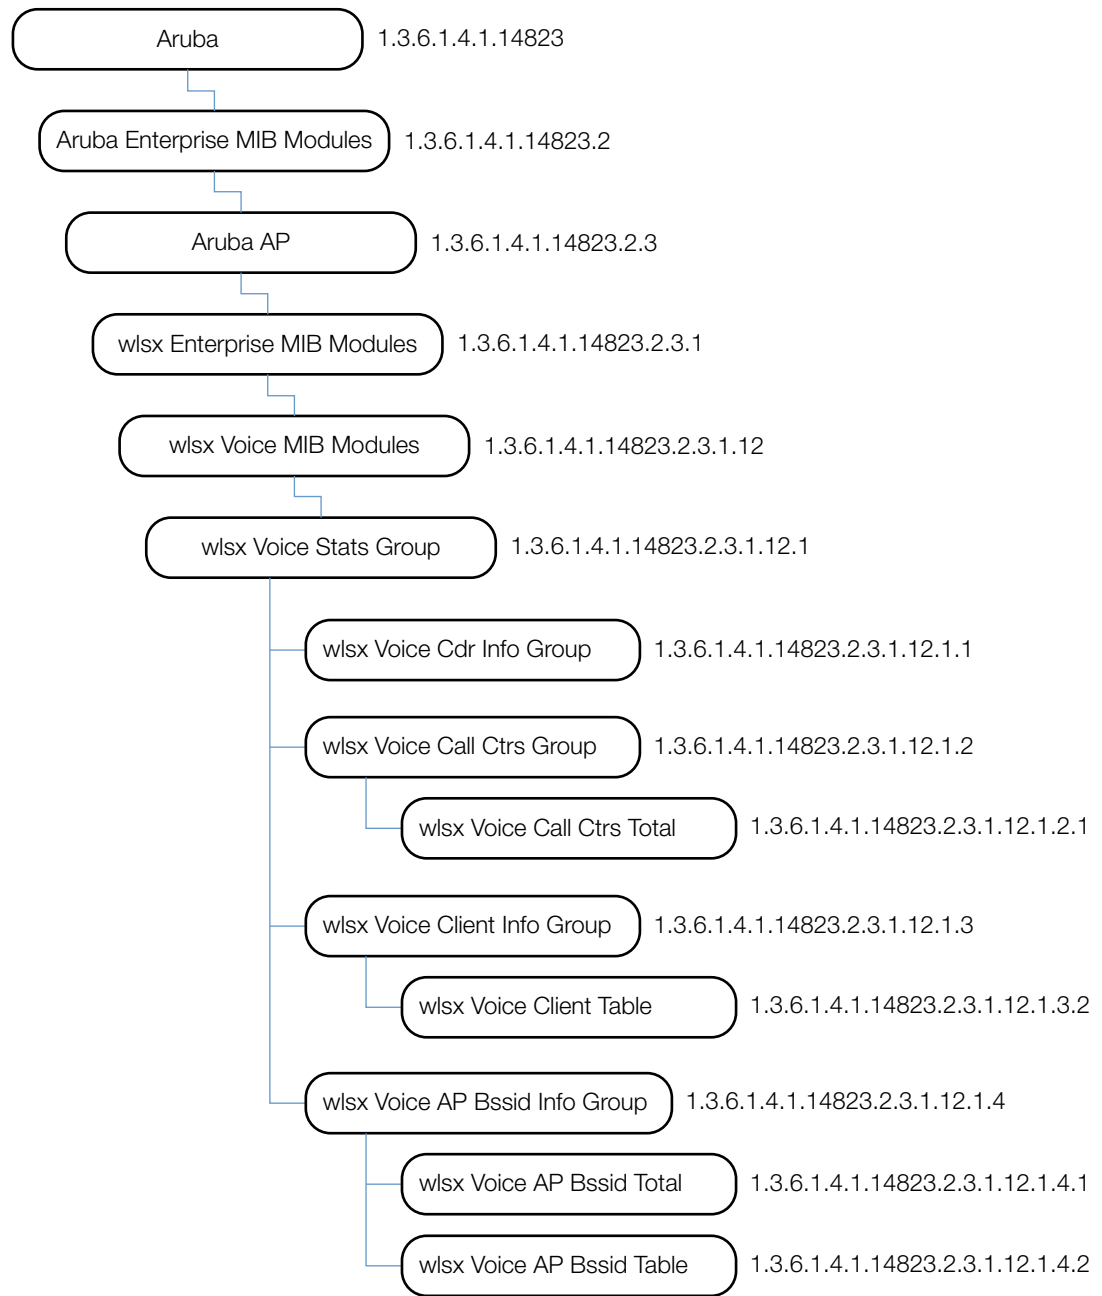 Aruba 1.3.6.1.4.1.14823
Aruba Enterprise MIB Modules 1.3.6.1.4.1.14823.2
Aruba AP 1.3.6.1.4.1.14823.2.3
wlsx Enterprise MIB Modules 1.3.6.1.4.1.14823.2.3.1
wlsx Voice MIB Modules 1.3.6.1.4.1.14823.2.3.1.12
wlsx Voice Stats Group 1.3.6.1.4.1.14823.2.3.1.12.1
wlsx Voice Cdr Info Group 1.3.6.1.4.1.14823.2.3.1.12.1.1
wlsx Voice Call Ctrs Group 1.3.6.1.4.1.14823.2.3.1.12.1.2
wlsx Voice Call Ctrs Total 1.3.6.1.4.1.14823.2.3.1.12.1.2.1
wlsx Voice Client Info Group 1.3.6.1.4.1.14823.2.3.1.12.1.3
wlsx Voice Client Table 1.3.6.1.4.1.14823.2.3.1.12.1.3.2
wlsx Voice AP Bssid Info Group 1.3.6.1.4.1.14823.2.3.1.12.1.4
wlsx Voice AP Bssid Total 1.3.6.1.4.1.14823.2.3.1.12.1.4.1
wlsx Voice AP Bssid Table 1.3.6.1.4.1.14823.2.3.1.12.1.4.2